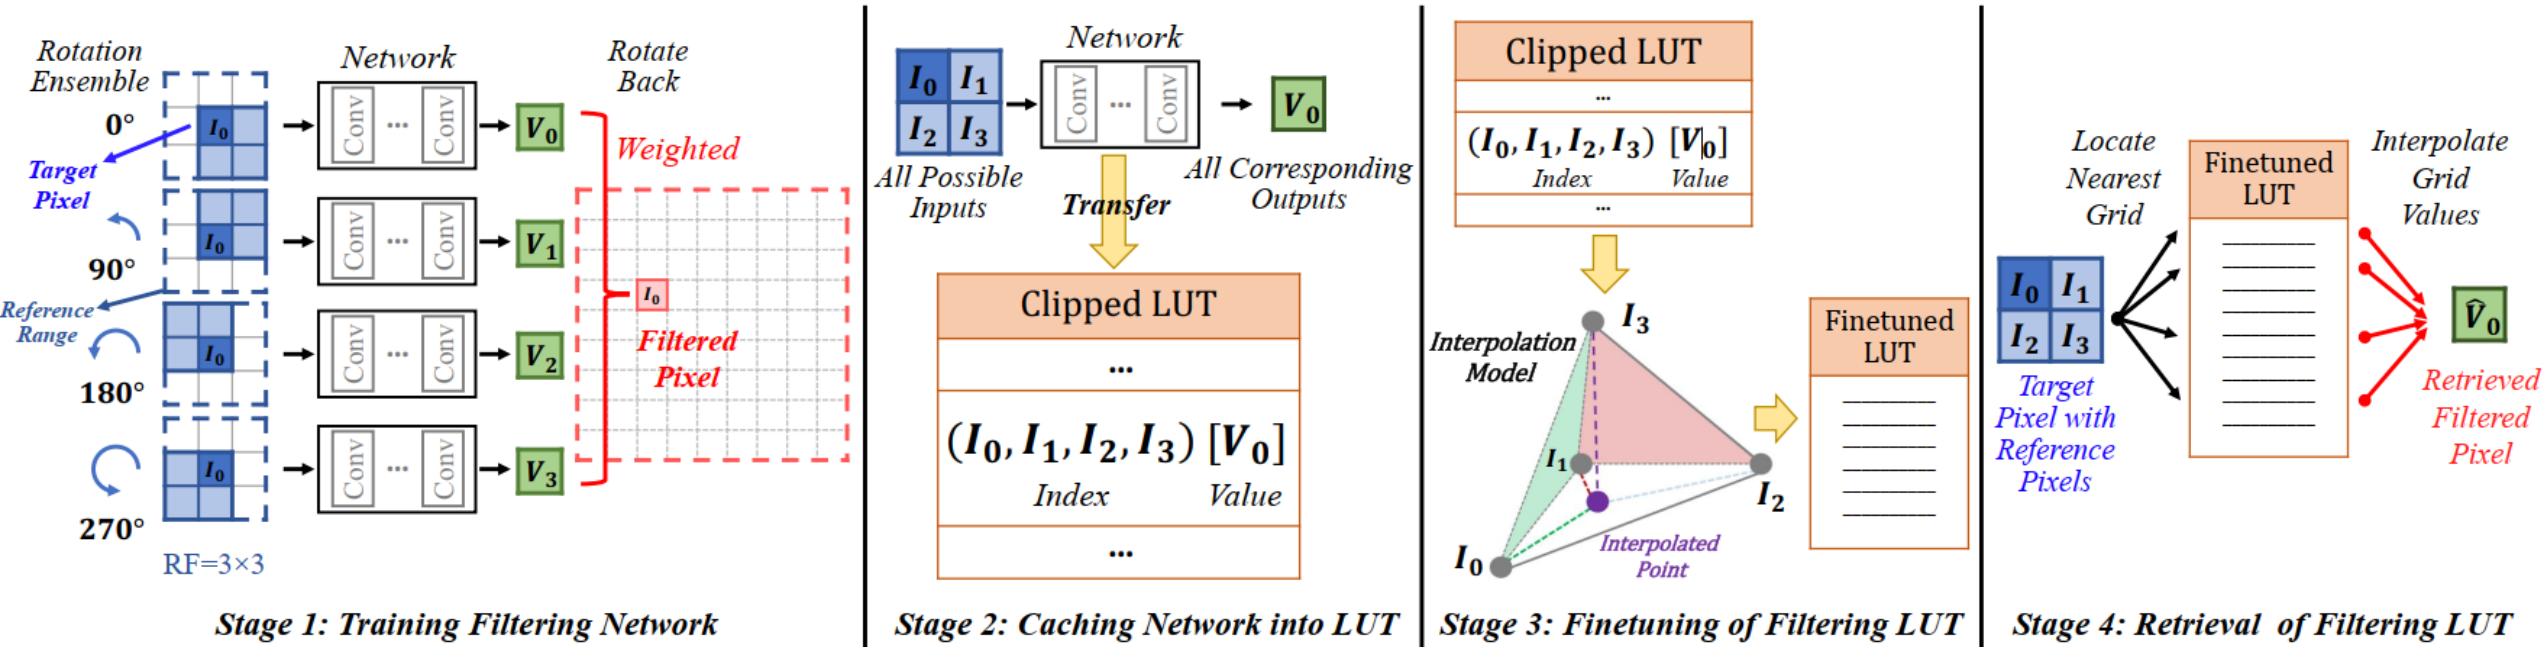 Rotation
Ensemble
0°
Target
Pixel
90°
Reference
Range
180°
270°
I0
I0
I0
I0
RF=3×3
Network
Conv ... Conv
Conv ... Conv
Conv ... Conv
Conv ... Conv
V0
V1
V2
V3
Rotate
Back
Weighted
I0
Filtered
Pixel
Stage 1: Training Filtering Network
I0 I1
I2 I3
All Possible
Inputs
Network
Conv ... Conv
V0
All Corresponding
Outputs
Transfer
Clipped LUT
...
(I0, I1, I2, I3) [V0]
Index Value
...
Stage 2: Caching Network into LUT
Clipped LUT
...
(I0, I1, I2, I3) [V0]
Index Value
...
Interpolation
Model
I3
I1
I2
I0
Interpolated
Point
Finetuned
LUT
Stage 3: Finetuning of Filtering LUT
Locate
Nearest
Grid
I0 I1
I2 I3
Target
Pixel with
Reference
Pixels
Finetuned
LUT
Interpolate
Grid
Values
V̂0
Retrieved
Filtered
Pixel
Stage 4: Retrieval of Filtering LUT